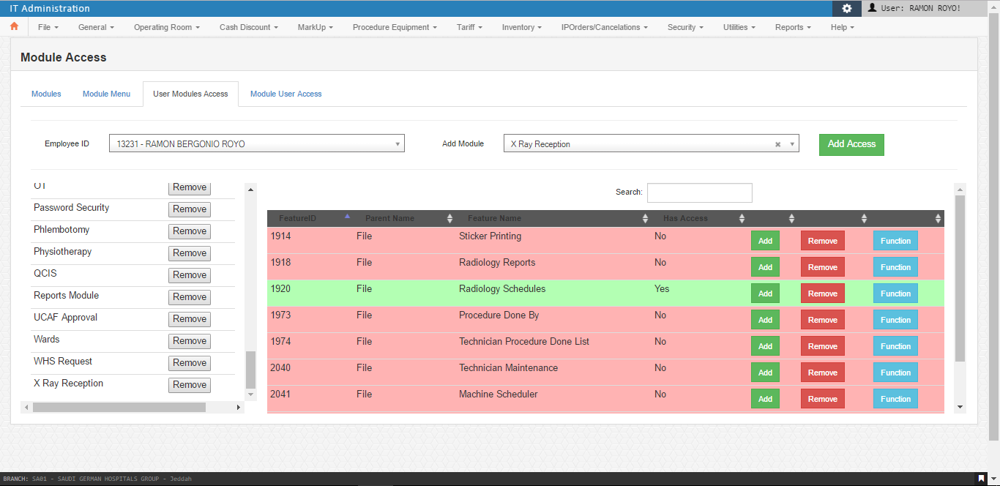 IT Administration
User: RAMON ROYO!
File General Operating Room Cash Discount MarkUp Procedure Equipment Tariff Inventory IPOrders/Cancelations Security Utilities Reports Help
Module Access
Modules Module Menu User Modules Access Module User Access
Employee ID 13231 - RAMON BERGONIO ROYO Add Module X Ray Reception Add Access
OT Remove
Password Security Remove
Phlembotomy Remove
Physiotherapy Remove
QCIS Remove
Reports Module Remove
UCAF Approval Remove
Wards Remove
WHS Request Remove
X Ray Reception Remove
Search:
FeatureID Parent Name Feature Name Has Access
1914 File Sticker Printing No Add Remove Function
1918 File Radiology Reports No Add Remove Function
1920 File Radiology Schedules Yes Add Remove Function
1973 File Procedure Done By No Add Remove Function
1974 File Technician Procedure Done List No Add Remove Function
2040 File Technician Maintenance No Add Remove Function
2041 File Machine Scheduler No Add Remove Function
BRANCH: SA01 - SAUDI GERMAN HOSPITALS GROUP - Jeddah